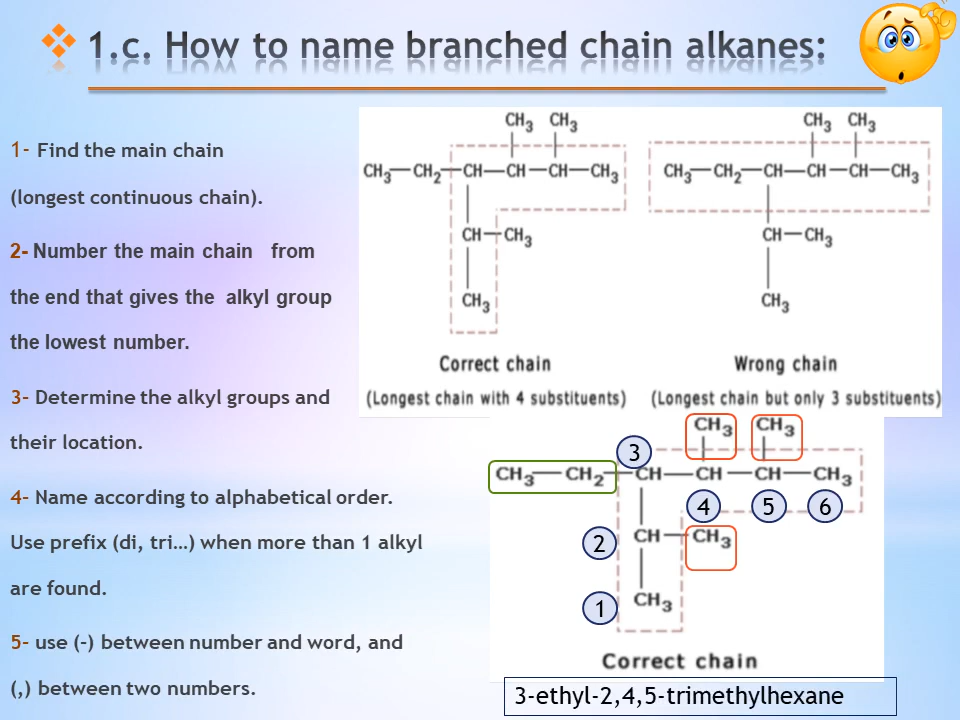 1.c. How to name branched chain alkanes:
1- Find the main chain
(longest continuous chain).
2- Number the main chain from
the end that gives the alkyl group
the lowest number.
3- Determine the alkyl groups and
their location.
4- Name according to alphabetical order.
Use prefix (di, tri…) when more than 1 alkyl
are found.
5- use (-) between number and word, and
(,) between two numbers.
CH3 CH3
CH3—CH2—CH—CH—CH—CH3
CH—CH3
CH3
Correct chain
(Longest chain with 4 substituents)
CH3 CH3
CH3—CH2—CH—CH—CH—CH3
CH—CH3
CH3
Wrong chain
(Longest chain but only 3 substituents)
CH3 CH3
3
CH3—CH2—CH—CH—CH—CH3
4 5 6
2 CH—CH3
1 CH3
Correct chain
3-ethyl-2,4,5-trimethylhexane